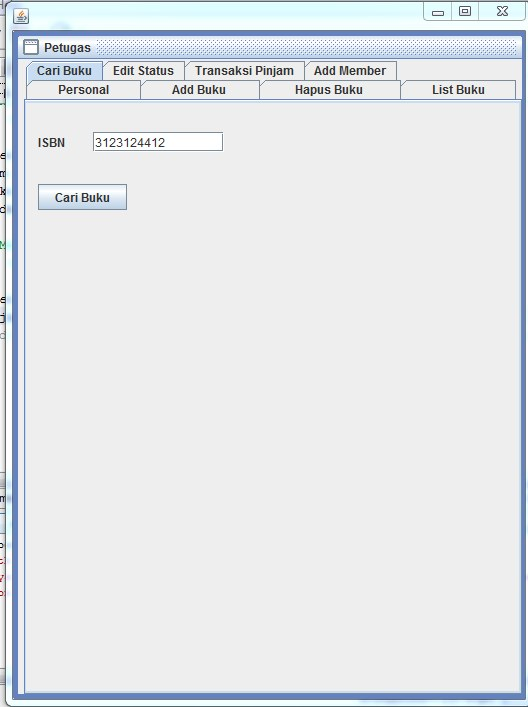 Petugas
Cari Buku Edit Status Transaksi Pinjam Add Member
Personal Add Buku Hapus Buku List Buku
ISBN 3123124412
Cari Buku